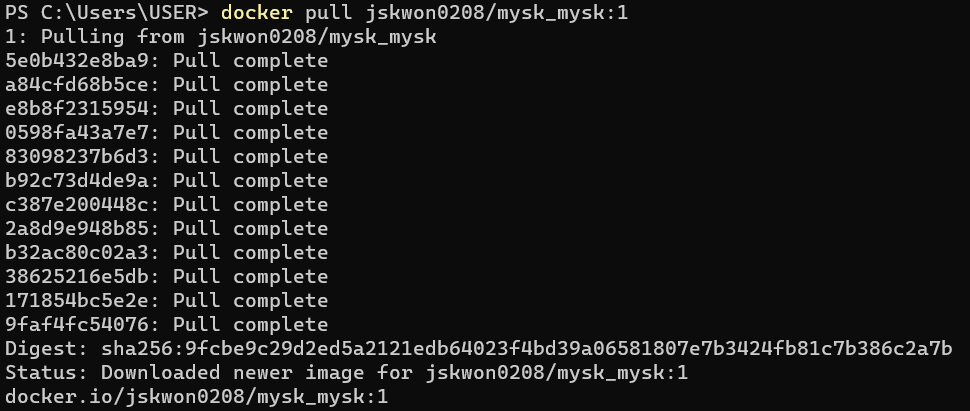 PS C:\Users\USER> docker pull jskwon0208/mysk_mysk:1
1: Pulling from jskwon0208/mysk_mysk
5e0b432e8ba9: Pull complete
a84cfd68b5ce: Pull complete
e8b8f2315954: Pull complete
0598fa43a7e7: Pull complete
83098237b6d3: Pull complete
b92c73d4de9a: Pull complete
c387e200448c: Pull complete
2a8d9e948b85: Pull complete
b32ac80c02a3: Pull complete
38625216e5db: Pull complete
171854bc5e2e: Pull complete
9faf4fc54076: Pull complete
Digest: sha256:9fcbe9c29d2ed5a2121edb64023f4bd39a06581807e7b3424fb81c7b386c2a7b
Status: Downloaded newer image for jskwon0208/mysk_mysk:1
docker.io/jskwon0208/mysk_mysk:1